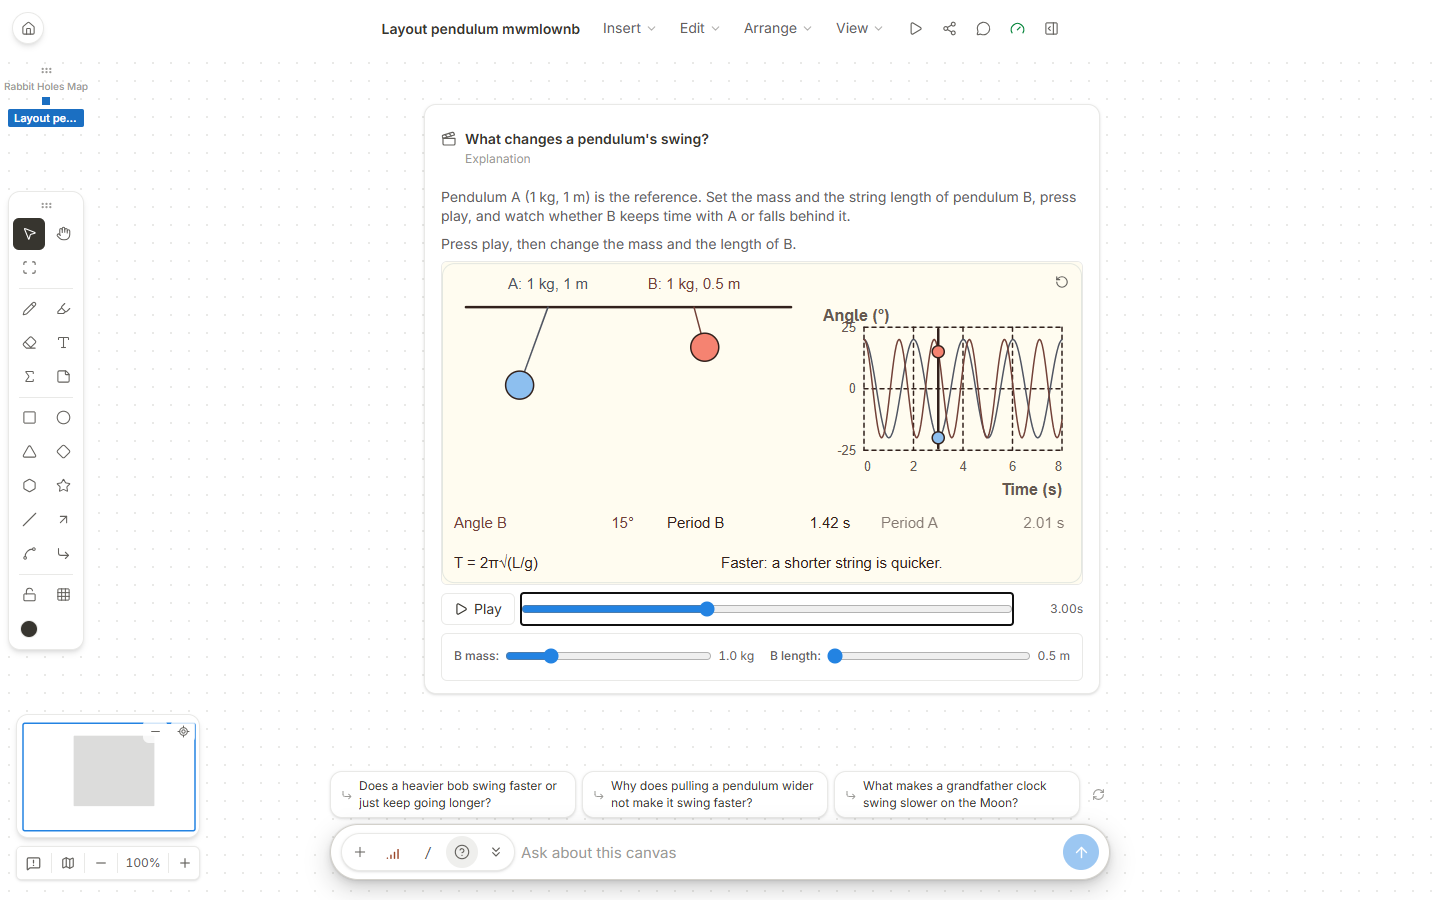 Layout pendulum mwmlownb
Insert
Edit
Arrange
View
Rabbit Holes Map
Layout pe...
What changes a pendulum's swing?
Explanation
Pendulum A (1 kg, 1 m) is the reference. Set the mass and the string length of pendulum B, press
play, and watch whether B keeps time with A or falls behind it.
Press play, then change the mass and the length of B.
A: 1 kg, 1 m
B: 1 kg, 0.5 m
Angle (°)
25
0
-25
0 2 4 6 8
Time (s)
Angle B 15° Period B 1.42 s Period A 2.01 s
T = 2π√(L/g)
Faster: a shorter string is quicker.
Play
3.00s
B mass: 1.0 kg B length: 0.5 m
Does a heavier bob swing faster or
just keep going longer?
Why does pulling a pendulum wider
not make it swing faster?
What makes a grandfather clock
swing slower on the Moon?
100%
/
Ask about this canvas